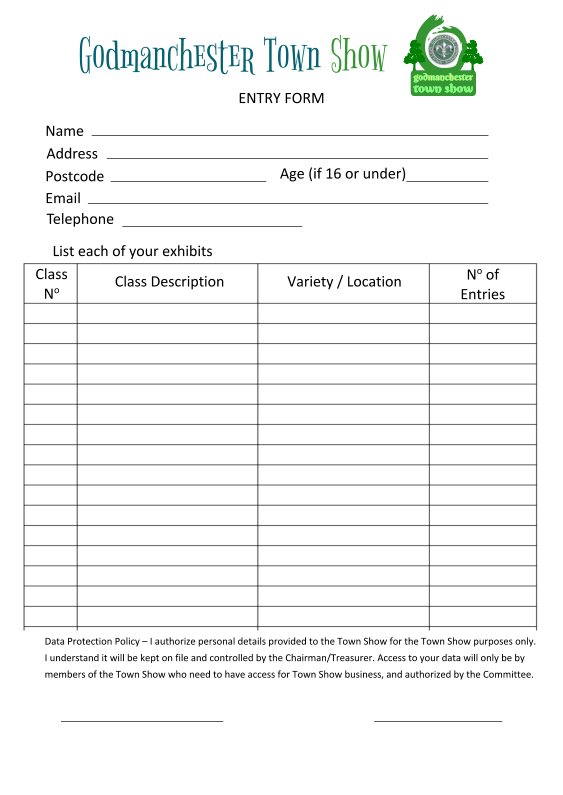 Godmanchester Town Show
godmanchester
town show
ENTRY FORM
Name
Address
Postcode Age (if 16 or under)
Email
Telephone
List each of your exhibits
Class Nº Class Description Variety / Location Nº of Entries
Data Protection Policy – I authorize personal details provided to the Town Show for the Town Show purposes only.
I understand it will be kept on file and controlled by the Chairman/Treasurer. Access to your data will only be by
members of the Town Show who need to have access for Town Show business, and authorized by the Committee.